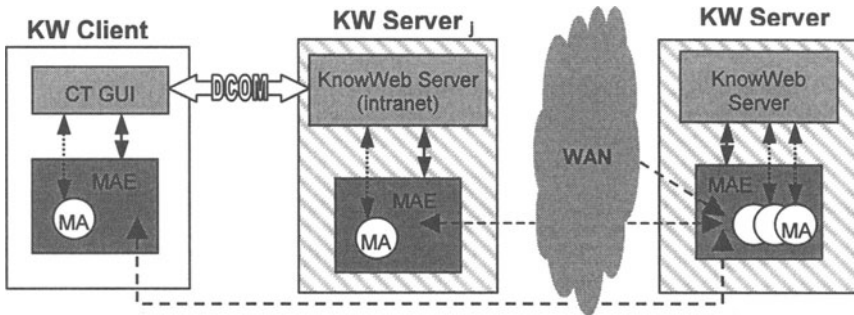 KW Client
KW Server j
KW Server
CT GUI
DCOM
KnowWeb Server
(intranet)
KnowWeb
Server
WAN
MAE
MA
MAE
MA
MAE
MA